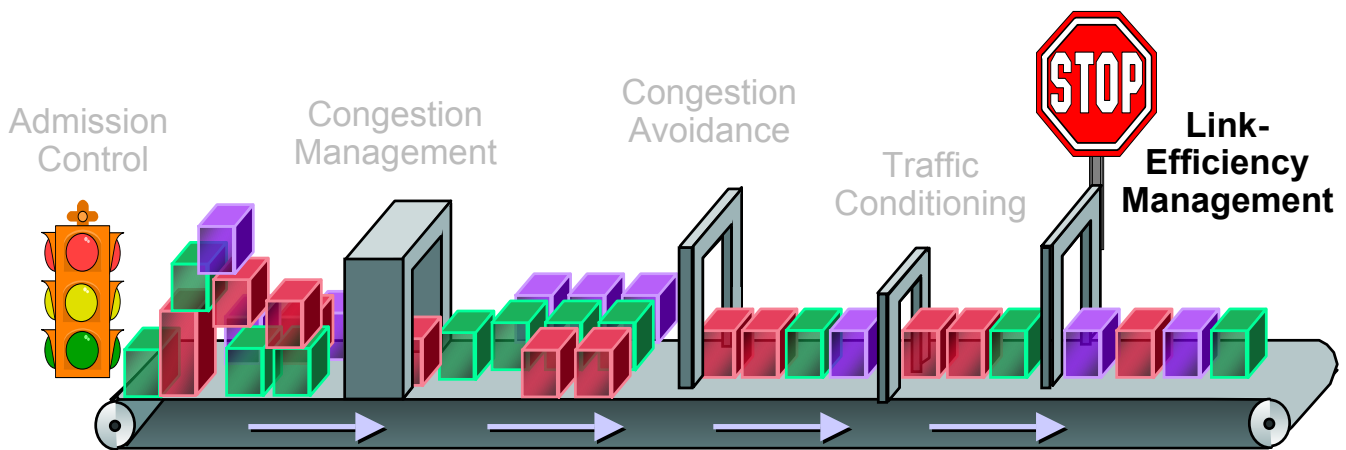 Admission
Control
Congestion
Management
Congestion
Avoidance
Traffic
Conditioning
STOP
Link-
Efficiency
Management